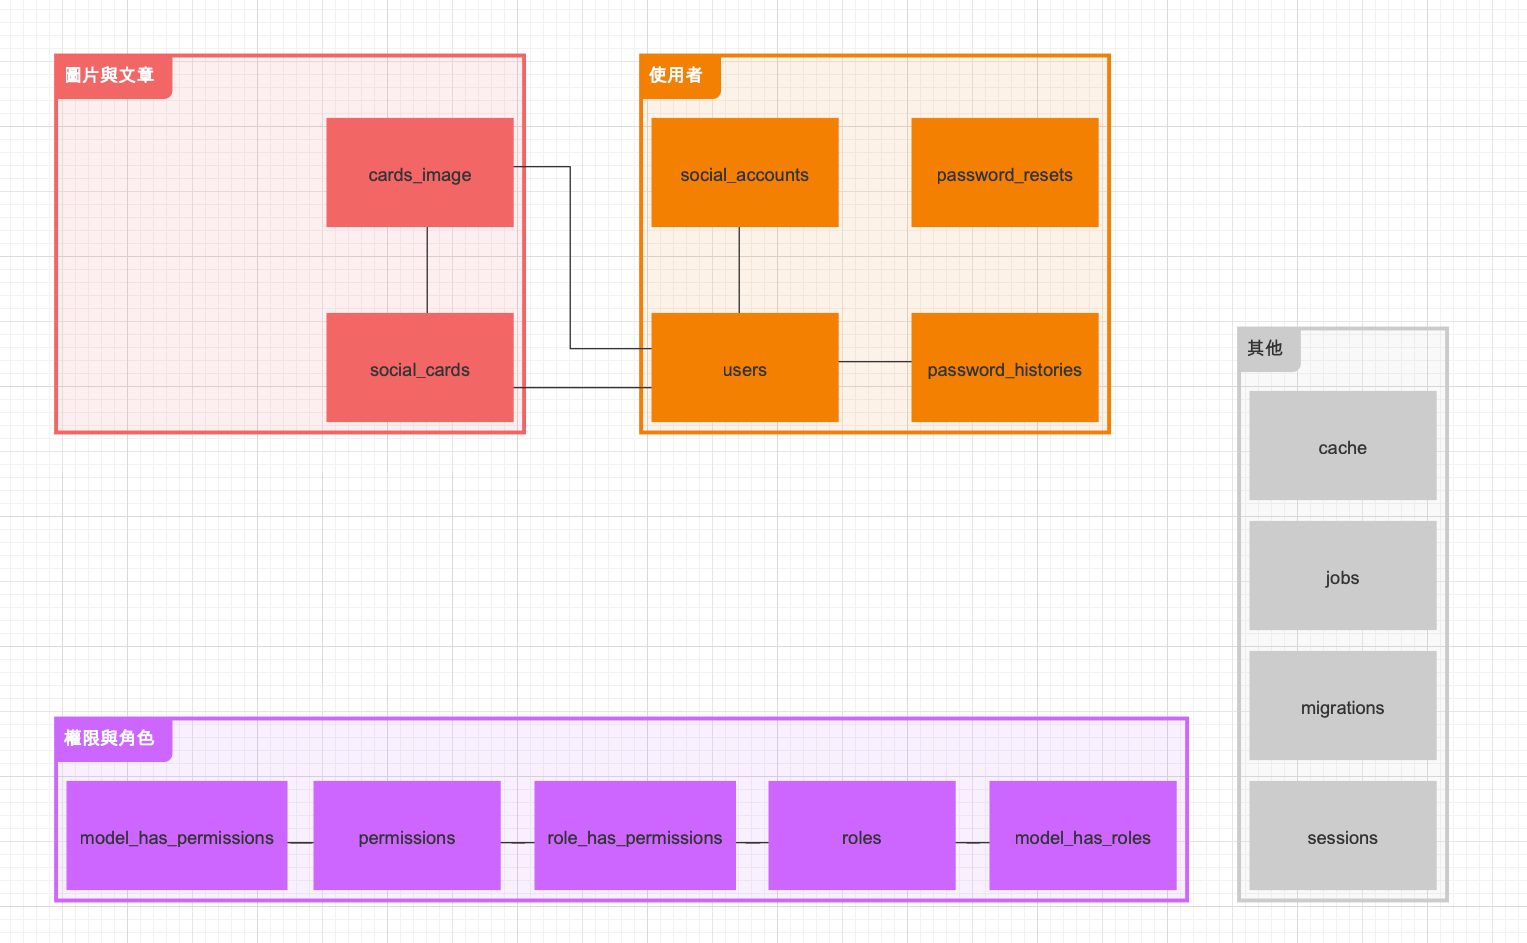 圖片與文章
cards_image
social_cards
使用者
social_accounts
password_resets
users
password_histories
其他
cache
jobs
migrations
sessions
權限與角色
model_has_permissions
permissions
role_has_permissions
roles
model_has_roles